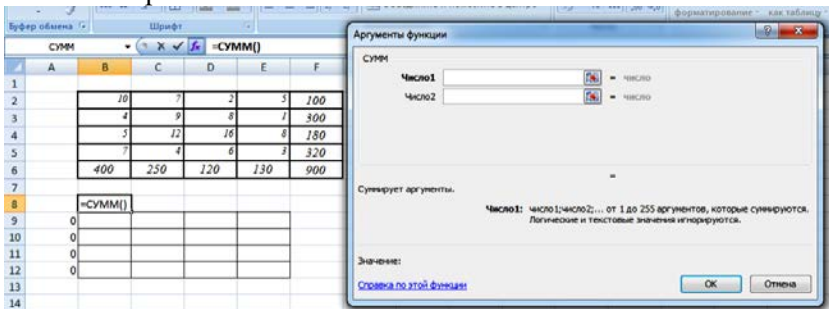 форматирование как таблицу
Буфер обмена Шрифт
СУММ =СУММ()
A B C D E F
1
2 10 7 2 5 100
3 4 9 8 1 300
4 5 12 16 8 180
5 7 4 6 3 320
6 400 250 120 130 900
7
8 =СУММ()
9 0
10 0
11 0
12 0
13
14
Аргументы функции
СУММ
Число1 = число
Число2 = число
=
Суммирует аргументы.
Число1: число1;число2;... от 1 до 255 аргументов, которые суммируются.
Логические и текстовые значения игнорируются.
Значение:
Справка по этой функции
ОК Отмена